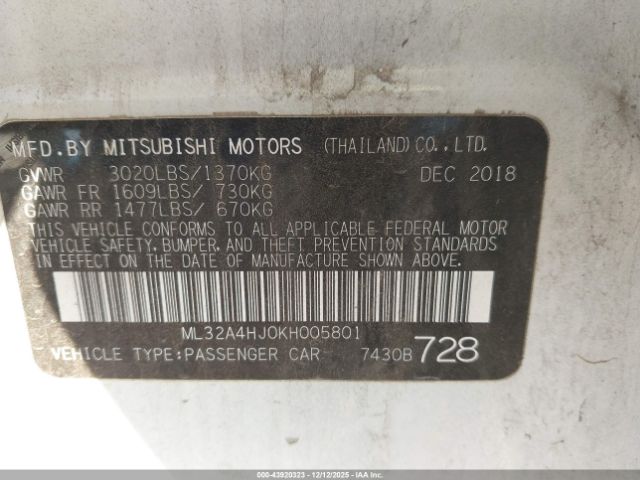 MFD.BY MITSUBISHI MOTORS (THAILAND)CO.,LTD.
GVWR 3020LBS/1370KG DEC 2018
GAWR FR 1609LBS/ 730KG
GAWR RR 1477LBS/ 670KG
THIS VEHICLE CONFORMS TO ALL APPLICABLE FEDERAL MOTOR
VEHICLE SAFETY, BUMPER, AND THEFT PREVENTION STANDARDS
IN EFFECT ON THE DATE OF MANUFACTURE SHOWN ABOVE.
ML32A4HJ0KH005801
VEHICLE TYPE:PASSENGER CAR 7430B 728
000-43920323 - 12/12/2025 - IAAI.COM